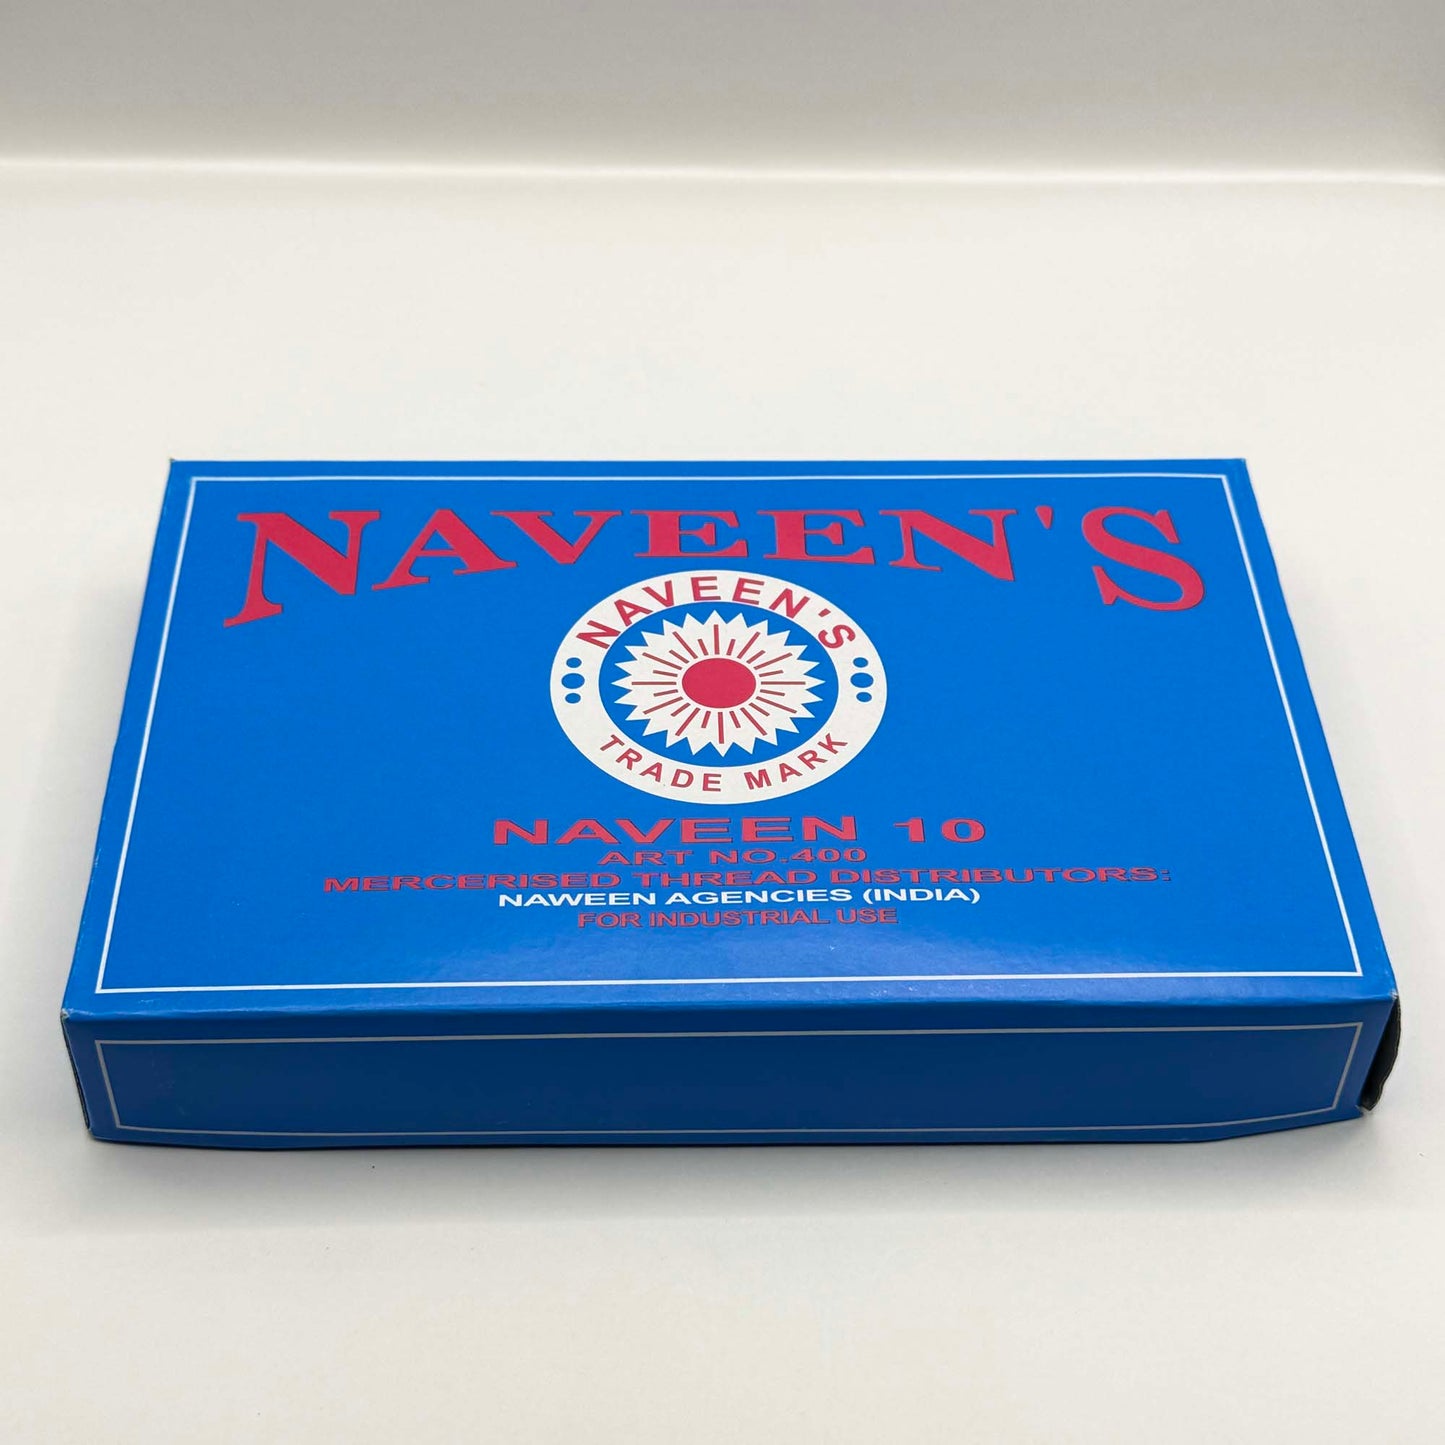 NAVEEN'S
NAVEEN'S
TRADE MARK
NAVEEN 10
ART NO.400
MERCERISED THREAD DISTRIBUTORS:
NAWEEN AGENCIES (INDIA)
FOR INDUSTRIAL USE